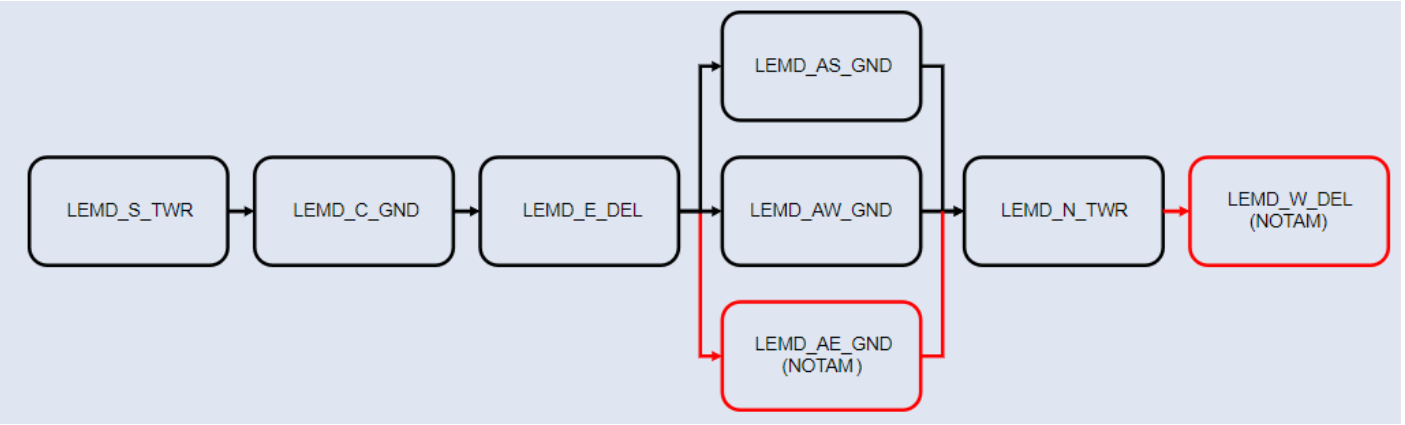 LEMD_S_TWR
LEMD_C_GND
LEMD_E_DEL
LEMD_AS_GND
LEMD_AW_GND
LEMD_AE_GND
(NOTAM)
LEMD_N_TWR
LEMD_W_DEL
(NOTAM)